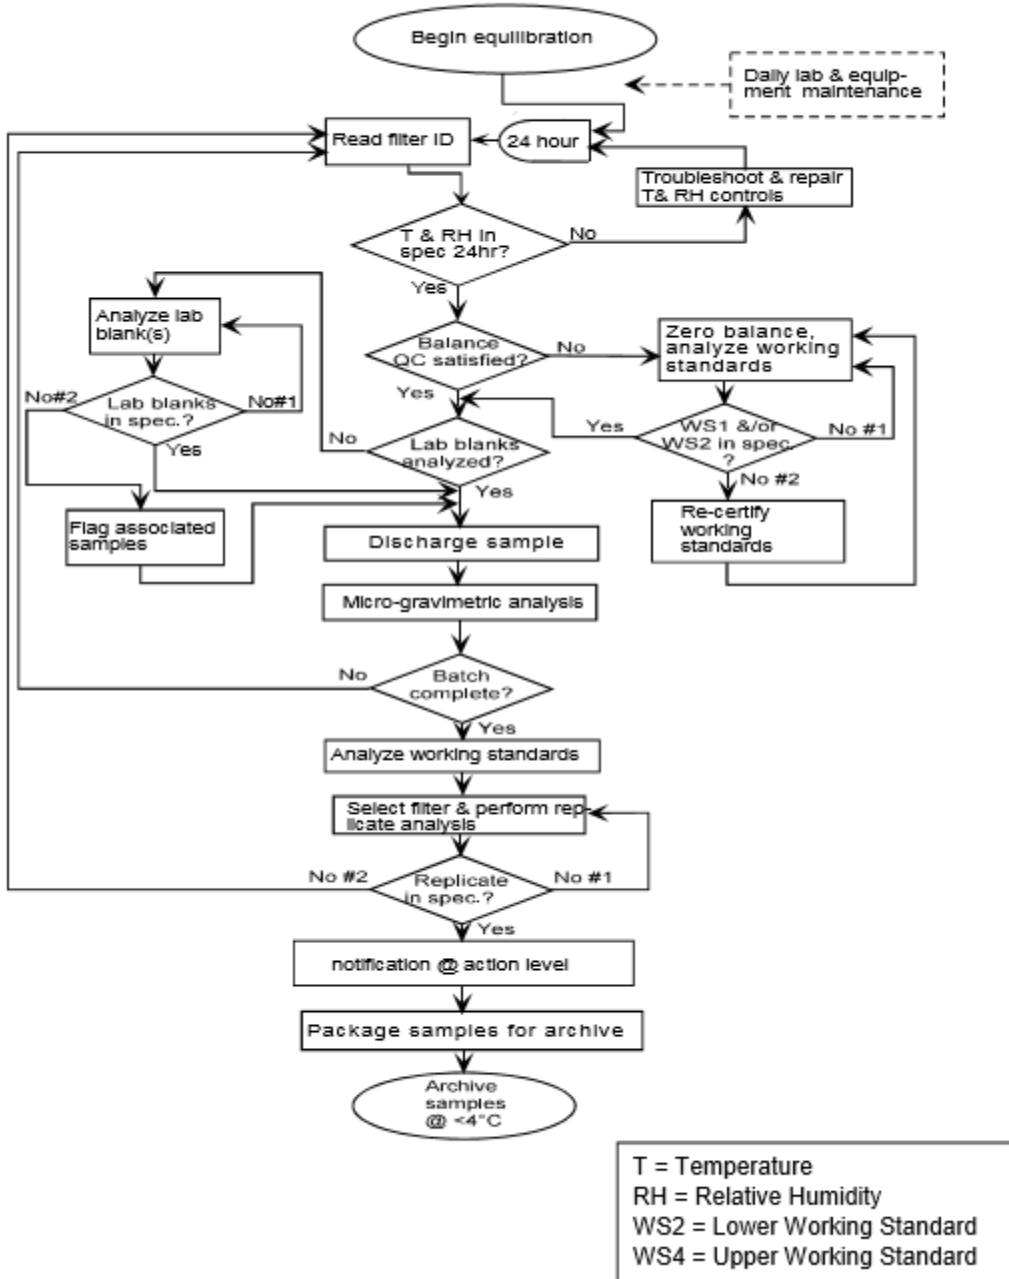 Begin equilibration
Daily lab & equip-
ment maintenance
Read filter ID
24 hour
Troubleshoot & repair
T& RH controls
T & RH in
spec 24hr?
No
Yes
Analyze lab
blank(s)
Balance
QC satisfied?
No
Zero balance,
analyze working
standards
Yes
No#2
Lab blanks
in spec.?
No#1
Yes
No
Lab blanks
analyzed?
Yes
Yes
WS1 &/or
WS2 in spec.
?
No #1
No #2
Flag associated
samples
Re-certify
working
standards
Discharge sample
Micro-gravimetric analysis
No
Batch
complete?
Yes
Analyze working standards
Select filter & perform rep-
licate analysis
No #2
Replicate
in spec.?
No #1
Yes
notification @ action level
Package samples for archive
Archive
samples
@ <4°C
T = Temperature
RH = Relative Humidity
WS2 = Lower Working Standard
WS4 = Upper Working Standard